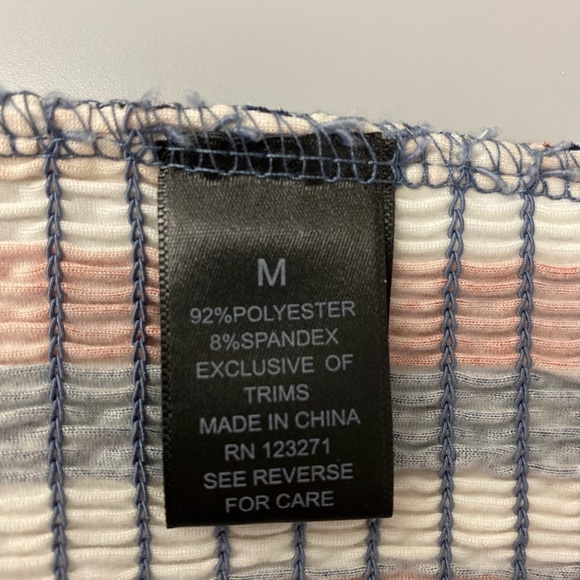 M
92%POLYESTER
8%SPANDEX
EXCLUSIVE OF
TRIMS
MADE IN CHINA
RN 123271
SEE REVERSE
FOR CARE